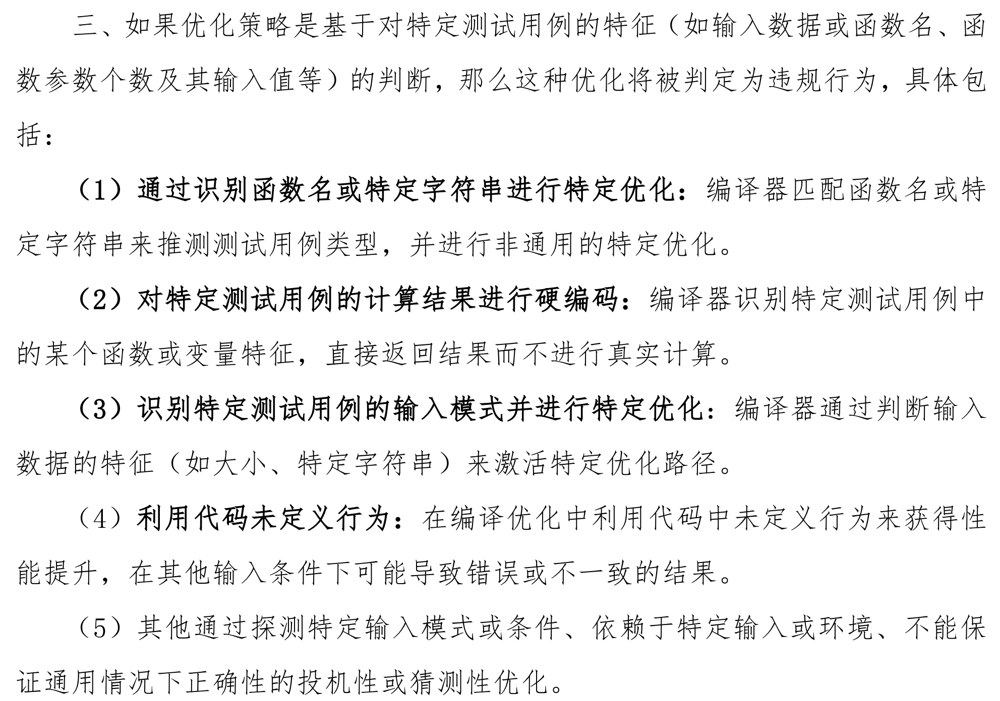 三、如果优化策略是基于对特定测试用例的特征（如输入数据或函数名、函
数参数个数及其输入值等）的判断，那么这种优化将被判定为违规行为，具体包
括：
（1）通过识别函数名或特定字符串进行特定优化：编译器匹配函数名或特
定字符串来推测测试用例类型，并进行非通用的特定优化。
（2）对特定测试用例的计算结果进行硬编码：编译器识别特定测试用例中
的某个函数或变量特征，直接返回结果而不进行真实计算。
（3）识别特定测试用例的输入模式并进行特定优化：编译器通过判断输入
数据的特征（如大小、特定字符串）来激活特定优化路径。
（4）利用代码未定义行为：在编译优化中利用代码中未定义行为来获得性
能提升，在其他输入条件下可能导致错误或不一致的结果。
（5）其他通过探测特定输入模式或条件、依赖于特定输入或环境、不能保
证通用情况下正确性的投机性或猜测性优化。